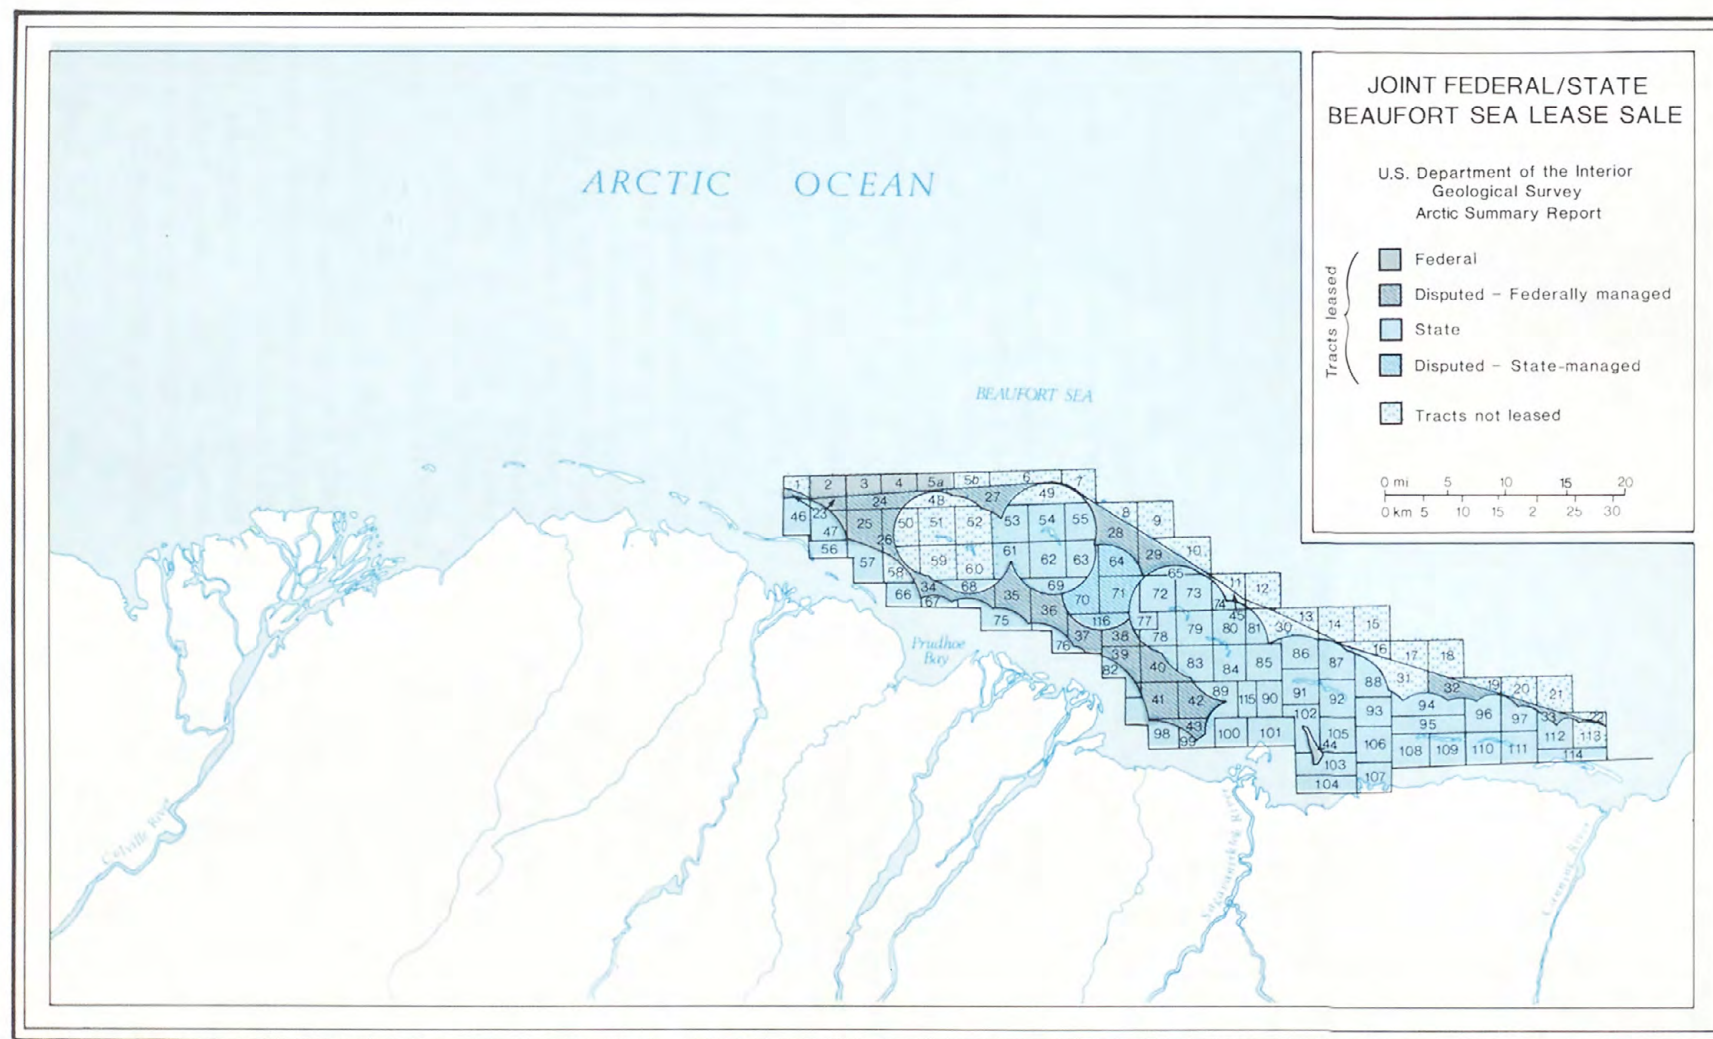 JOINT FEDERAL/STATE
BEAUFORT SEA LEASE SALE
U.S. Department of the Interior
Geological Survey
Arctic Summary Report
Tracts leased
Federal
Disputed - Federally managed
State
Disputed - State-managed
Tracts not leased
0 mi 5 10 15 20
0 km 5 10 15 2 25 30
ARCTIC OCEAN
BEAUFORT SEA
1 2 3 4 5a 5b 6 7
24 48 27 49
46 23 47 25 50 51 52 53 54 55 8 9
26 28
56 57 58 59 60 61 62 63 64 29 10
65
66 34 67 68 35 69 70 71 72 73 74 11 12
75 36 116 77 45 13
76 37 38 78 79 80 81 30 14 15
82 39 40 83 84 85 86 87 16 17 18
88 31 32 19 20 21
41 42 89 115 90 91 92 93 94 96 97 33 22
43 102 95
98 99 100 101 44 105 106 108 109 110 111 112 113
103 114
104 107
Prudhoe
Bay
Colville River
Sagavanirktok River
Canning River